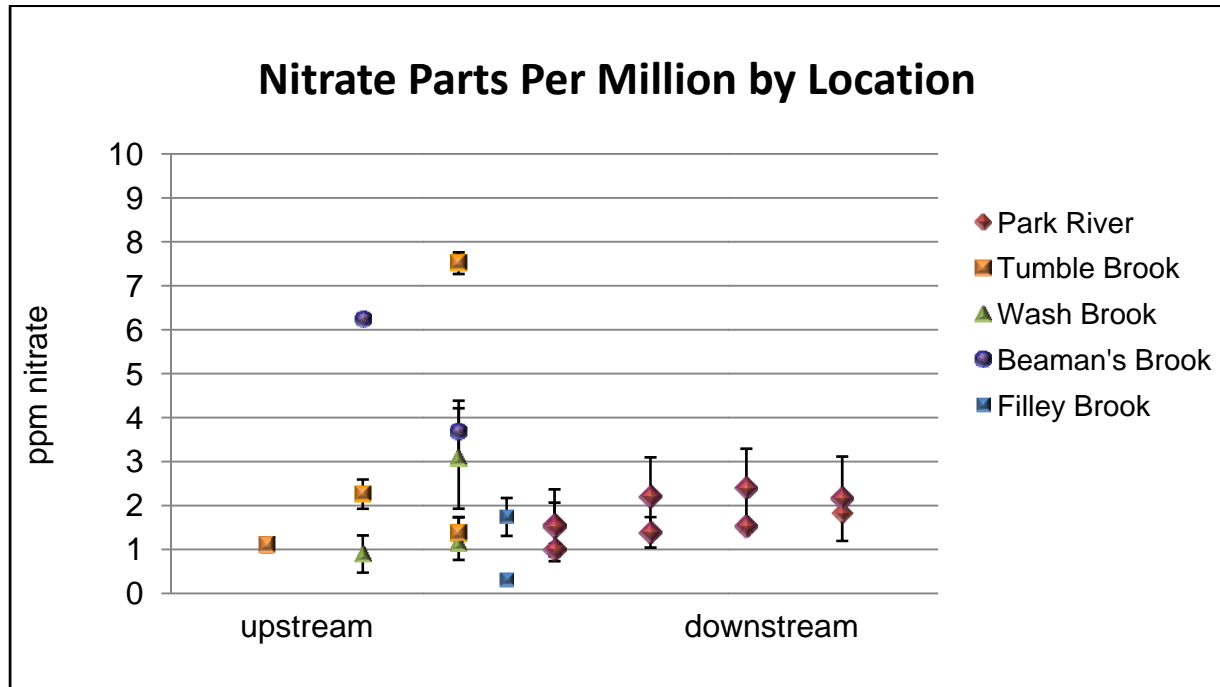 Nitrate Parts Per Million by Location
10
9
8
7
6
5
4
3
2
1
0
ppm nitrate
upstream
downstream
Park River
Tumble Brook
Wash Brook
Beaman's Brook
Filley Brook